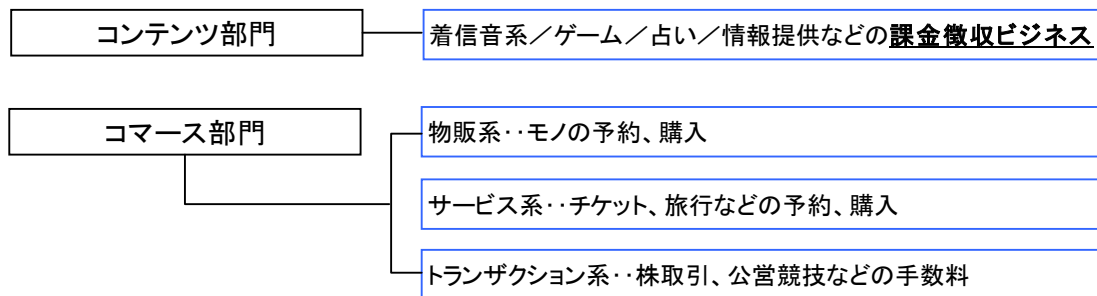 コンテンツ部門
着信音系／ゲーム／占い／情報提供などの課金徴収ビジネス
コマース部門
物販系‥モノの予約、購入
サービス系‥チケット、旅行などの予約、購入
トランザクション系‥株取引、公営競技などの手数料